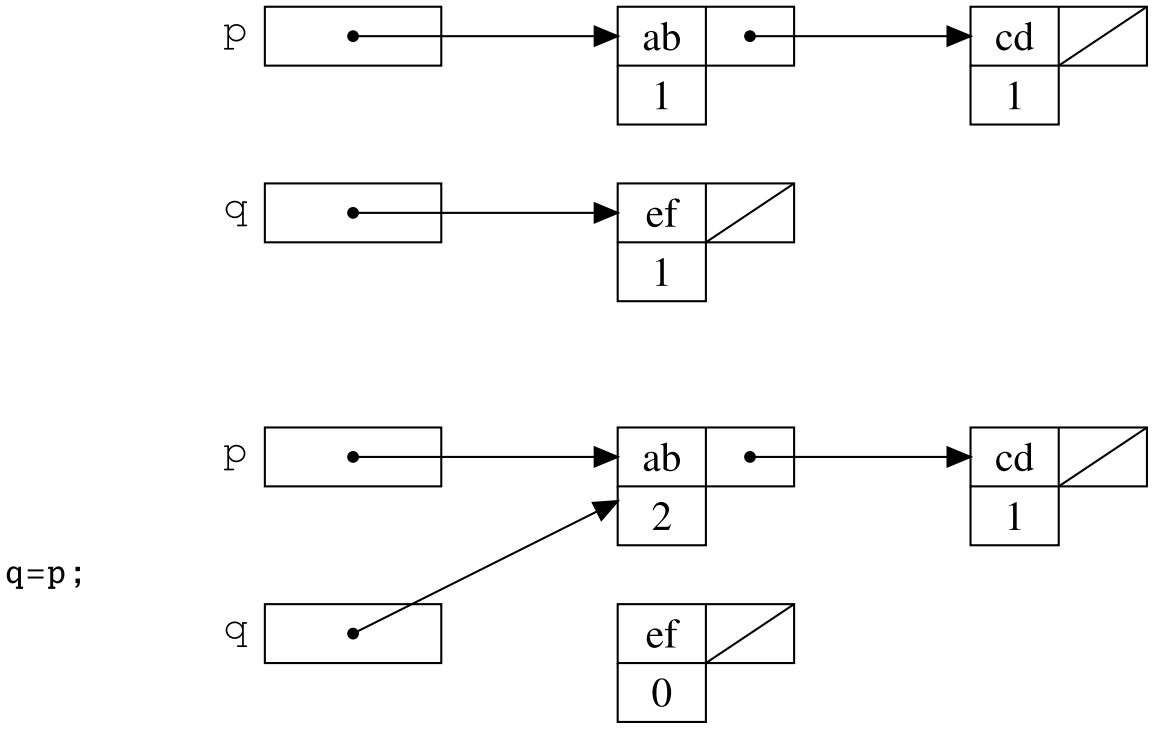 p ab cd
1 1
q ef
1
p ab cd
2 1
q=p;
q ef
0